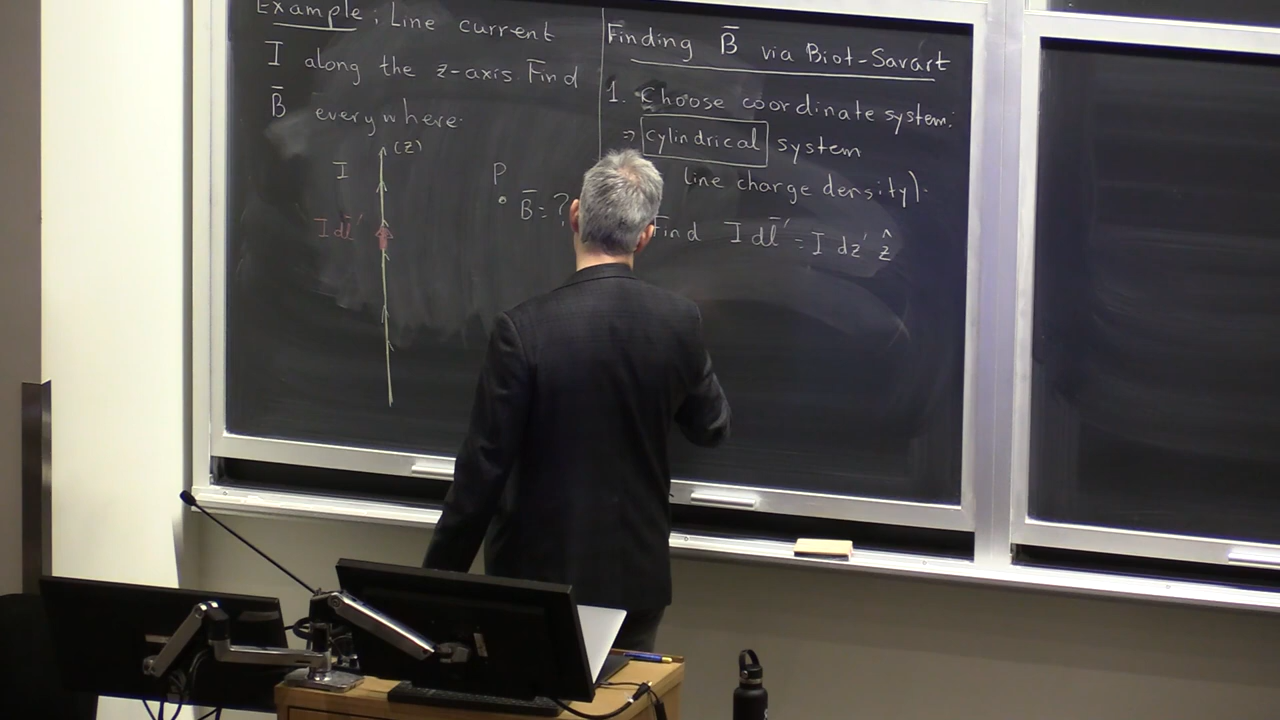 Example: Line current
I along the z-axis. Find
B̄ everywhere.
(z)
I
P
B̄ = ?
I dl̄'
Finding B̄ via Biot-Savart
1. Choose coordinate system:
⇒ cylindrical system
line charge density).
Find I dl̄' = I dz' ẑ